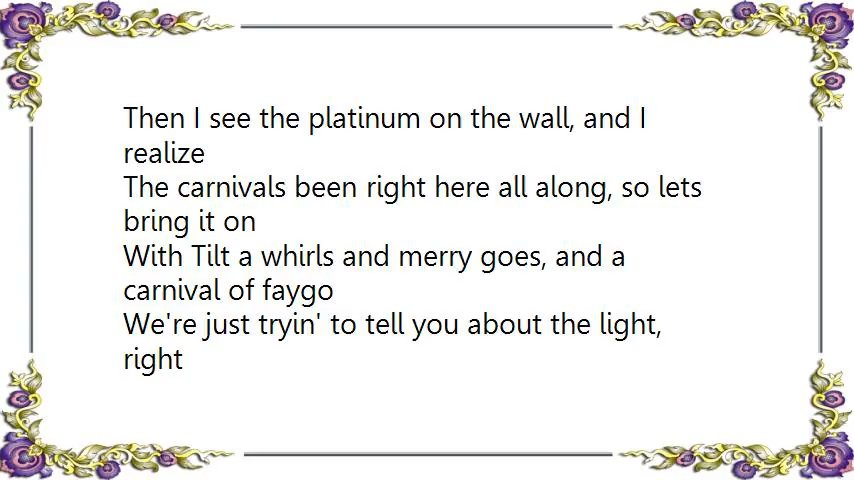 Then I see the platinum on the wall, and I
realize
The carnivals been right here all along, so lets
bring it on
With Tilt a whirls and merry goes, and a
carnival of faygo
We're just tryin' to tell you about the light,
right